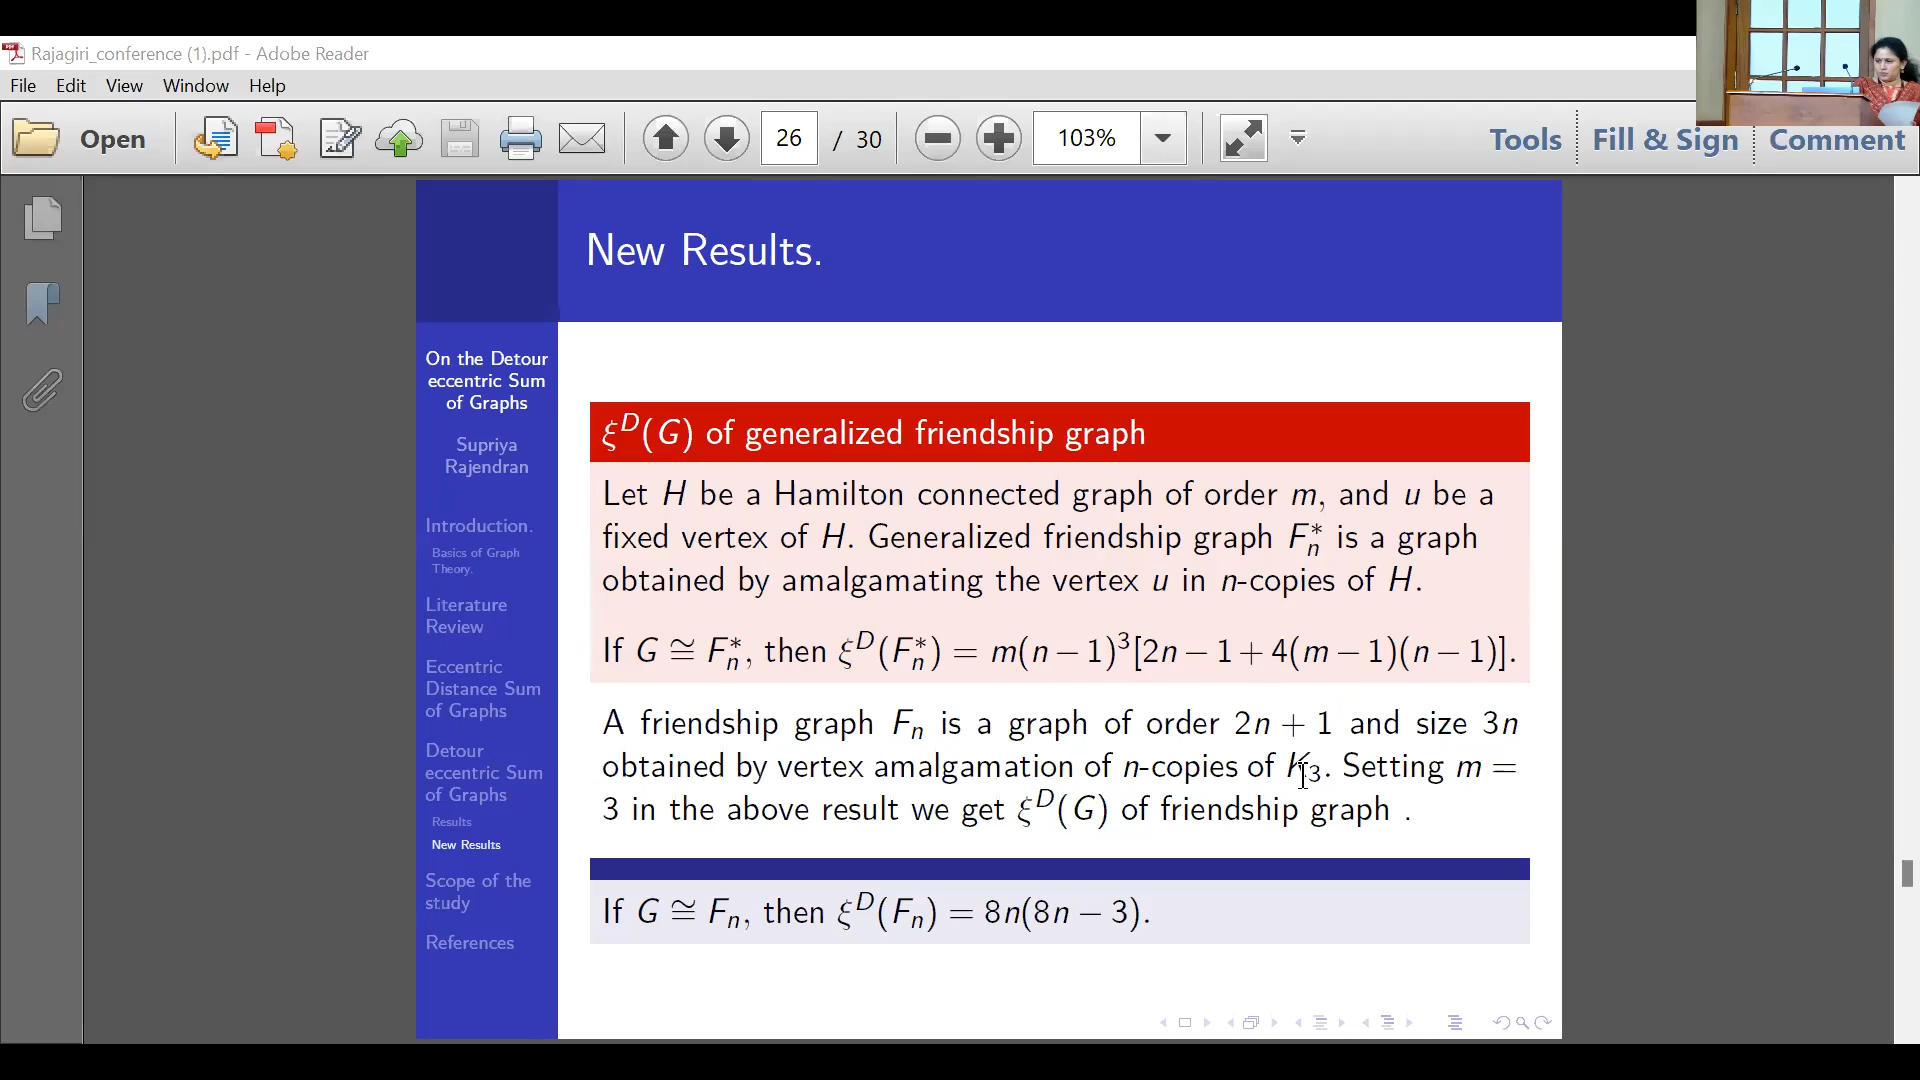 Rajagiri_conference (1).pdf - Adobe Reader
File Edit View Window Help
Open 26 / 30 103% Tools Fill & Sign Comment
New Results.
On the Detour
eccentric Sum
of Graphs
Supriya
Rajendran
Introduction.
Basics of Graph
Theory.
Literature
Review
Eccentric
Distance Sum
of Graphs
Detour
eccentric Sum
of Graphs
Results
New Results
Scope of the
study
References
ξ^D(G) of generalized friendship graph
Let H be a Hamilton connected graph of order m, and u be a
fixed vertex of H. Generalized friendship graph F_n^* is a graph
obtained by amalgamating the vertex u in n-copies of H.
If G ≅ F_n^*, then ξ^D(F_n^*) = m(n − 1)^3[2n − 1 + 4(m − 1)(n − 1)].
A friendship graph F_n is a graph of order 2n + 1 and size 3n
obtained by vertex amalgamation of n-copies of K_3. Setting m =
3 in the above result we get ξ^D(G) of friendship graph .
If G ≅ F_n, then ξ^D(F_n) = 8n(8n − 3).